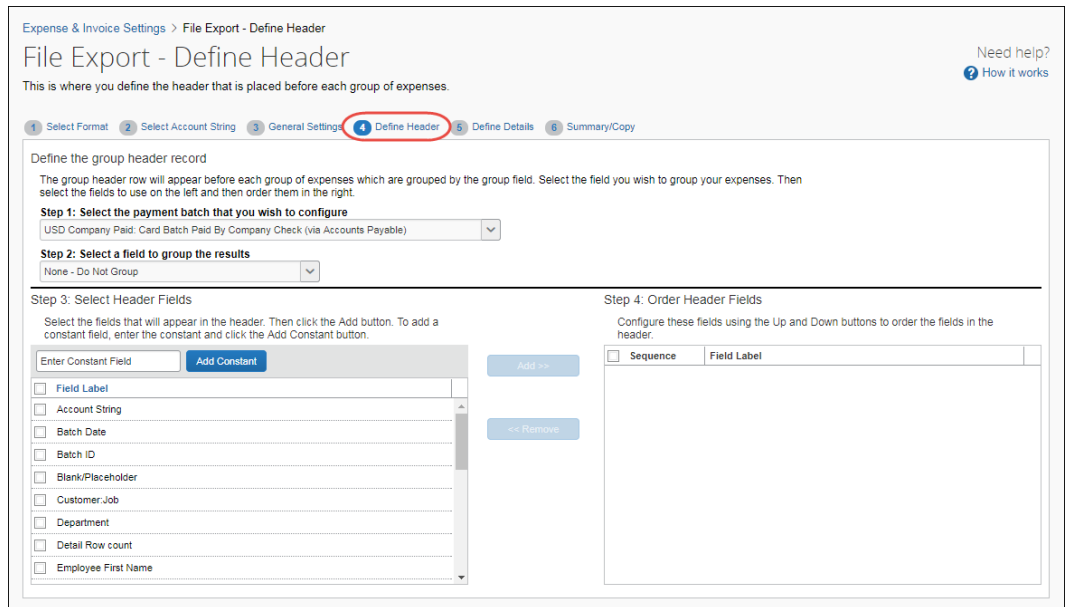 Expense & Invoice Settings > File Export - Define Header
File Export - Define Header
Need help?
? How it works
This is where you define the header that is placed before each group of expenses.
1 Select Format 2 Select Account String 3 General Settings 4 Define Header 5 Define Details 6 Summary/Copy
Define the group header record
The group header row will appear before each group of expenses which are grouped by the group field. Select the field you wish to group your expenses. Then
select the fields to use on the left and then order them in the right.
Step 1: Select the payment batch that you wish to configure
USD Company Paid: Card Batch Paid By Company Check (via Accounts Payable)
Step 2: Select a field to group the results
None - Do Not Group
Step 3: Select Header Fields
Select the fields that will appear in the header. Then click the Add button. To add a
constant field, enter the constant and click the Add Constant button.
Enter Constant Field Add Constant
Field Label
Account String
Batch Date
Batch ID
Blank/Placeholder
Customer:Job
Department
Detail Row count
Employee First Name
Add >>
<< Remove
Step 4: Order Header Fields
Configure these fields using the Up and Down buttons to order the fields in the
header.
Sequence Field Label